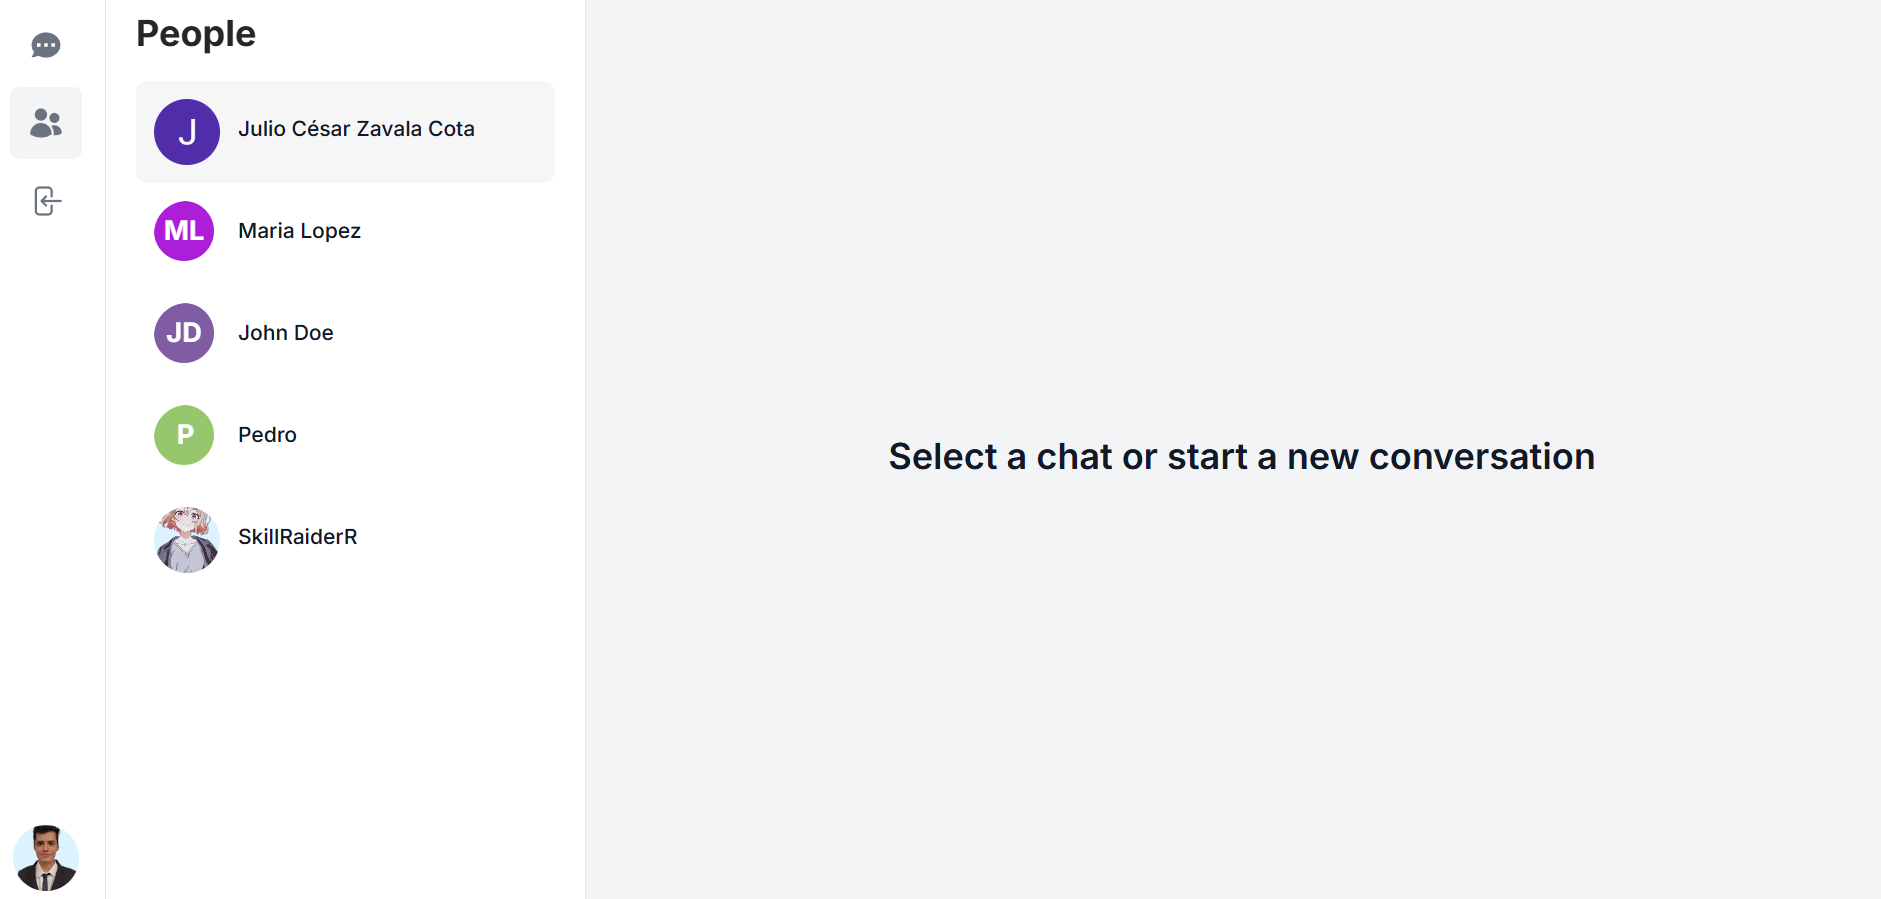 People
J
Julio César Zavala Cota
ML
Maria Lopez
JD
John Doe
P
Pedro
SkillRaiderR
Select a chat or start a new conversation